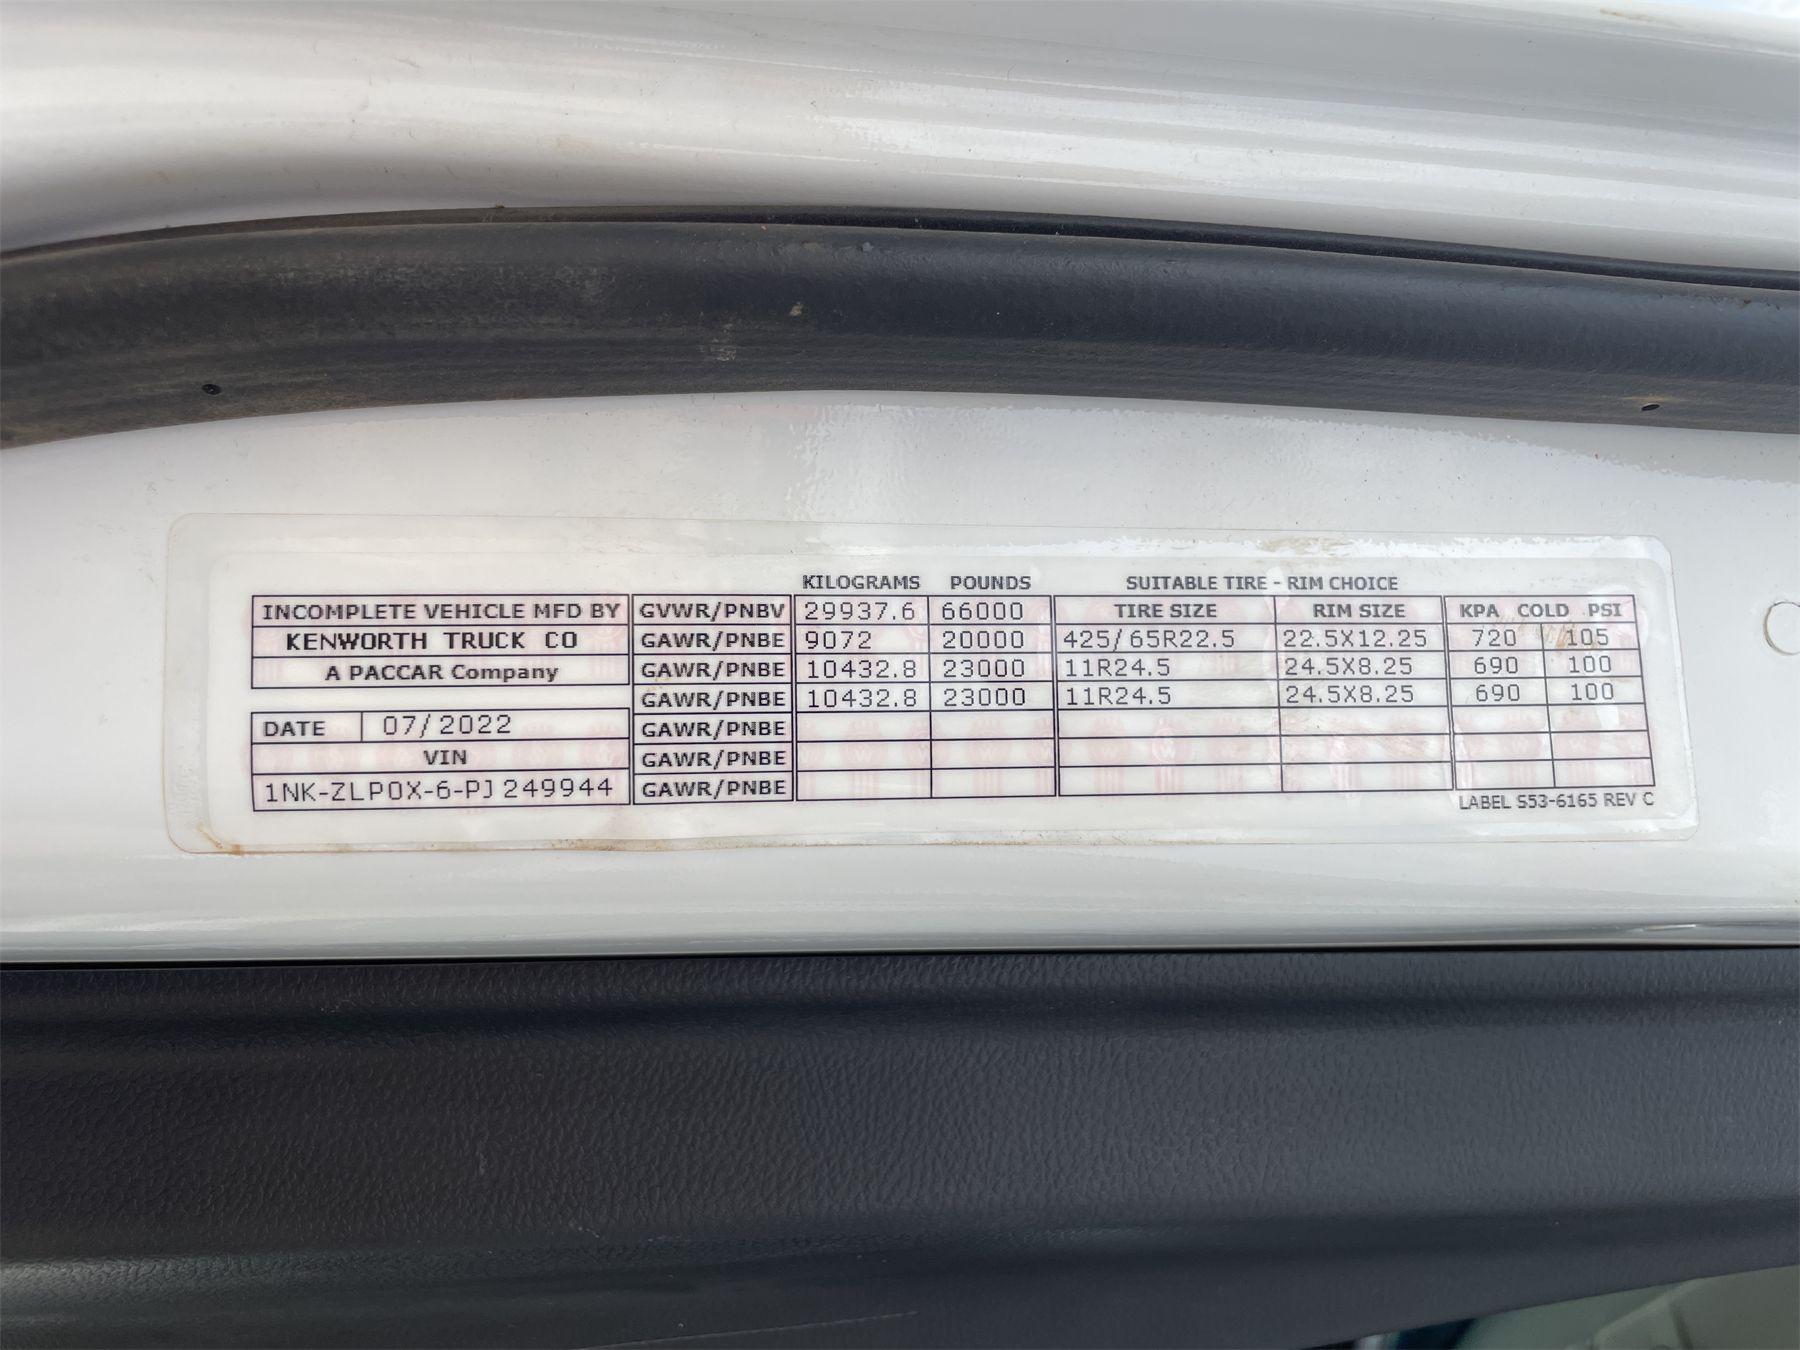 KILOGRAMS POUNDS SUITABLE TIRE - RIM CHOICE
INCOMPLETE VEHICLE MFD BY GVWR/PNBV 29937.6 66000 TIRE SIZE RIM SIZE KPA COLD PSI
KENWORTH TRUCK CO GAWR/PNBE 9072 20000 425/65R22.5 22.5X12.25 720 105
A PACCAR Company GAWR/PNBE 10432.8 23000 11R24.5 24.5X8.25 690 100
GAWR/PNBE 10432.8 23000 11R24.5 24.5X8.25 690 100
DATE 07/2022 GAWR/PNBE
VIN GAWR/PNBE
1NK-ZLP0X-6-PJ249944 GAWR/PNBE
LABEL S53-6165 REV C